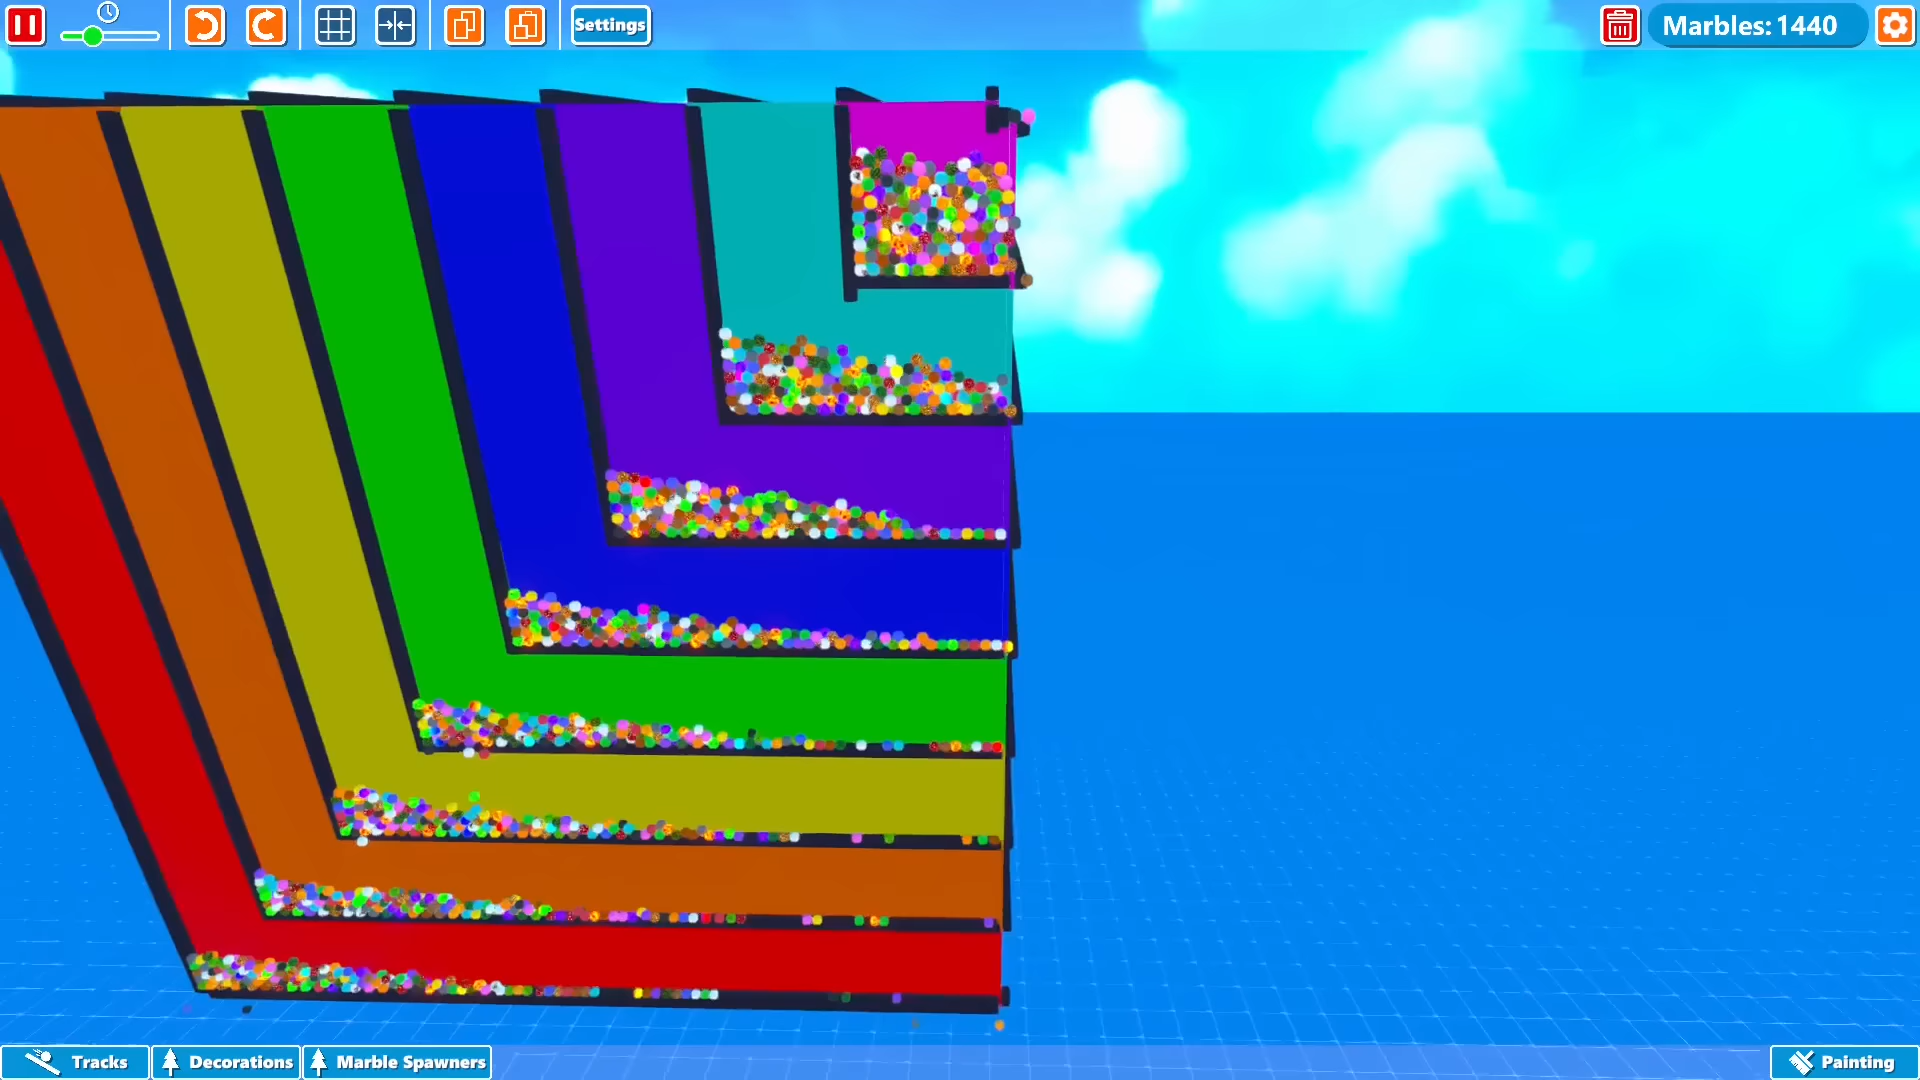 Settings
Marbles: 1440
Tracks
Decorations
Marble Spawners
Painting